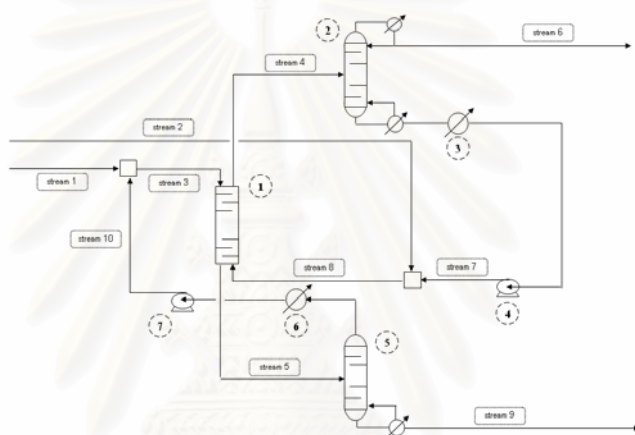 2
stream 6
stream 4
stream 2
3
stream 1
stream 3
1
stream 10
stream 8
stream 7
7
6
4
5
stream 5
stream 9